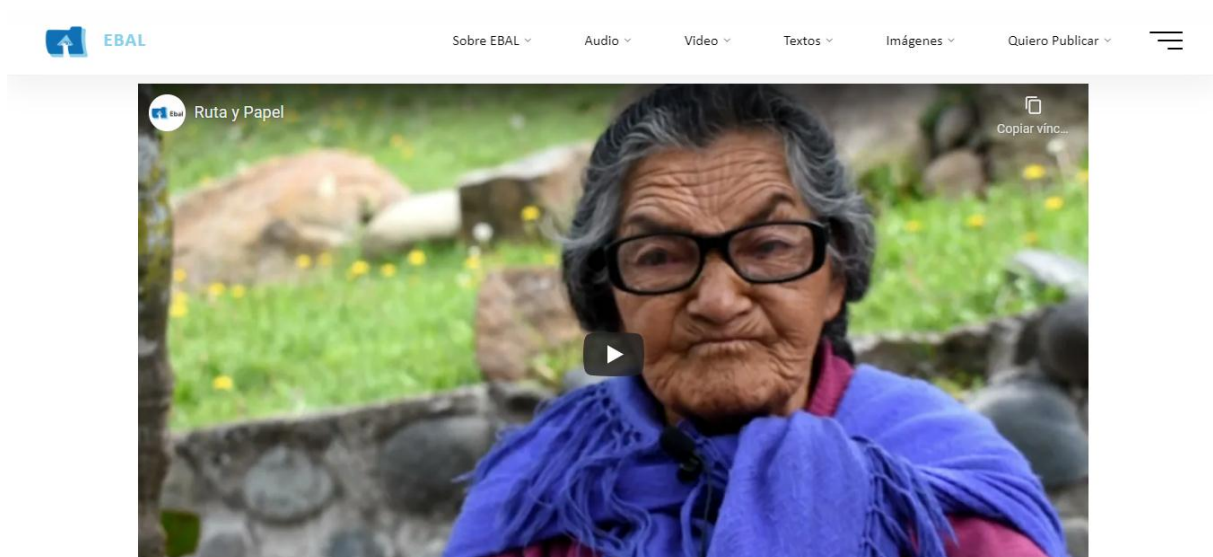 EBAL
Sobre EBAL
Audio
Video
Textos
Imágenes
Quiero Publicar
Ebal
Ruta y Papel
Copiar vínc...